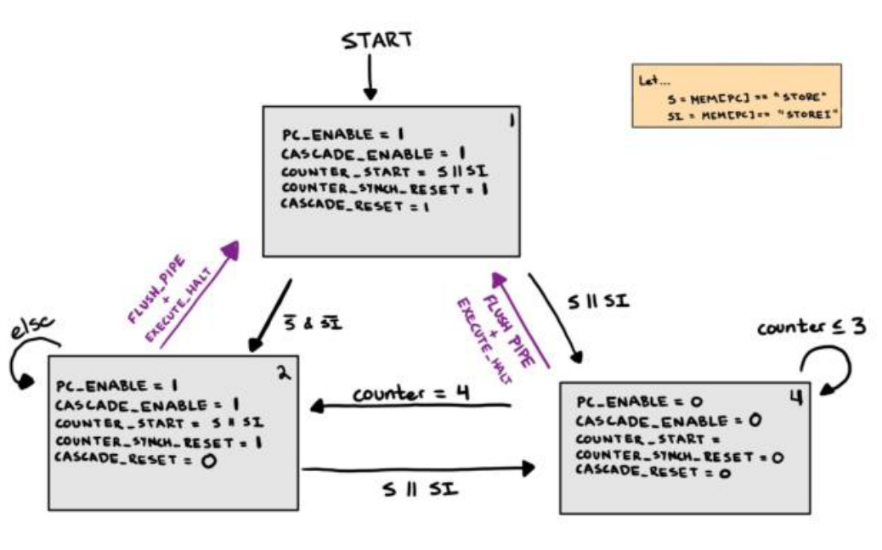 START
Let...
S = MEM[PC] == "STORE"
SI = MEM[PC] == "STOREI"
1
PC_ENABLE = 1
CASCADE_ENABLE = 1
COUNTER_START = S || SI
COUNTER_SYNCH_RESET = 1
CASCADE_RESET = 1
FLUSH_PIPE
+
EXECUTE_HALT
S̅ & S̅I̅
FLUSH PIPE
+
EXECUTE_HALT
S || SI
else
counter ≤ 3
2
PC_ENABLE = 1
CASCADE_ENABLE = 1
COUNTER_START = S || SI
COUNTER_SYNCH_RESET = 1
CASCADE_RESET = 0
counter = 4
S || SI
4
PC_ENABLE = 0
CASCADE_ENABLE = 0
COUNTER_START =
COUNTER_SYNCH_RESET = 0
CASCADE_RESET = 0